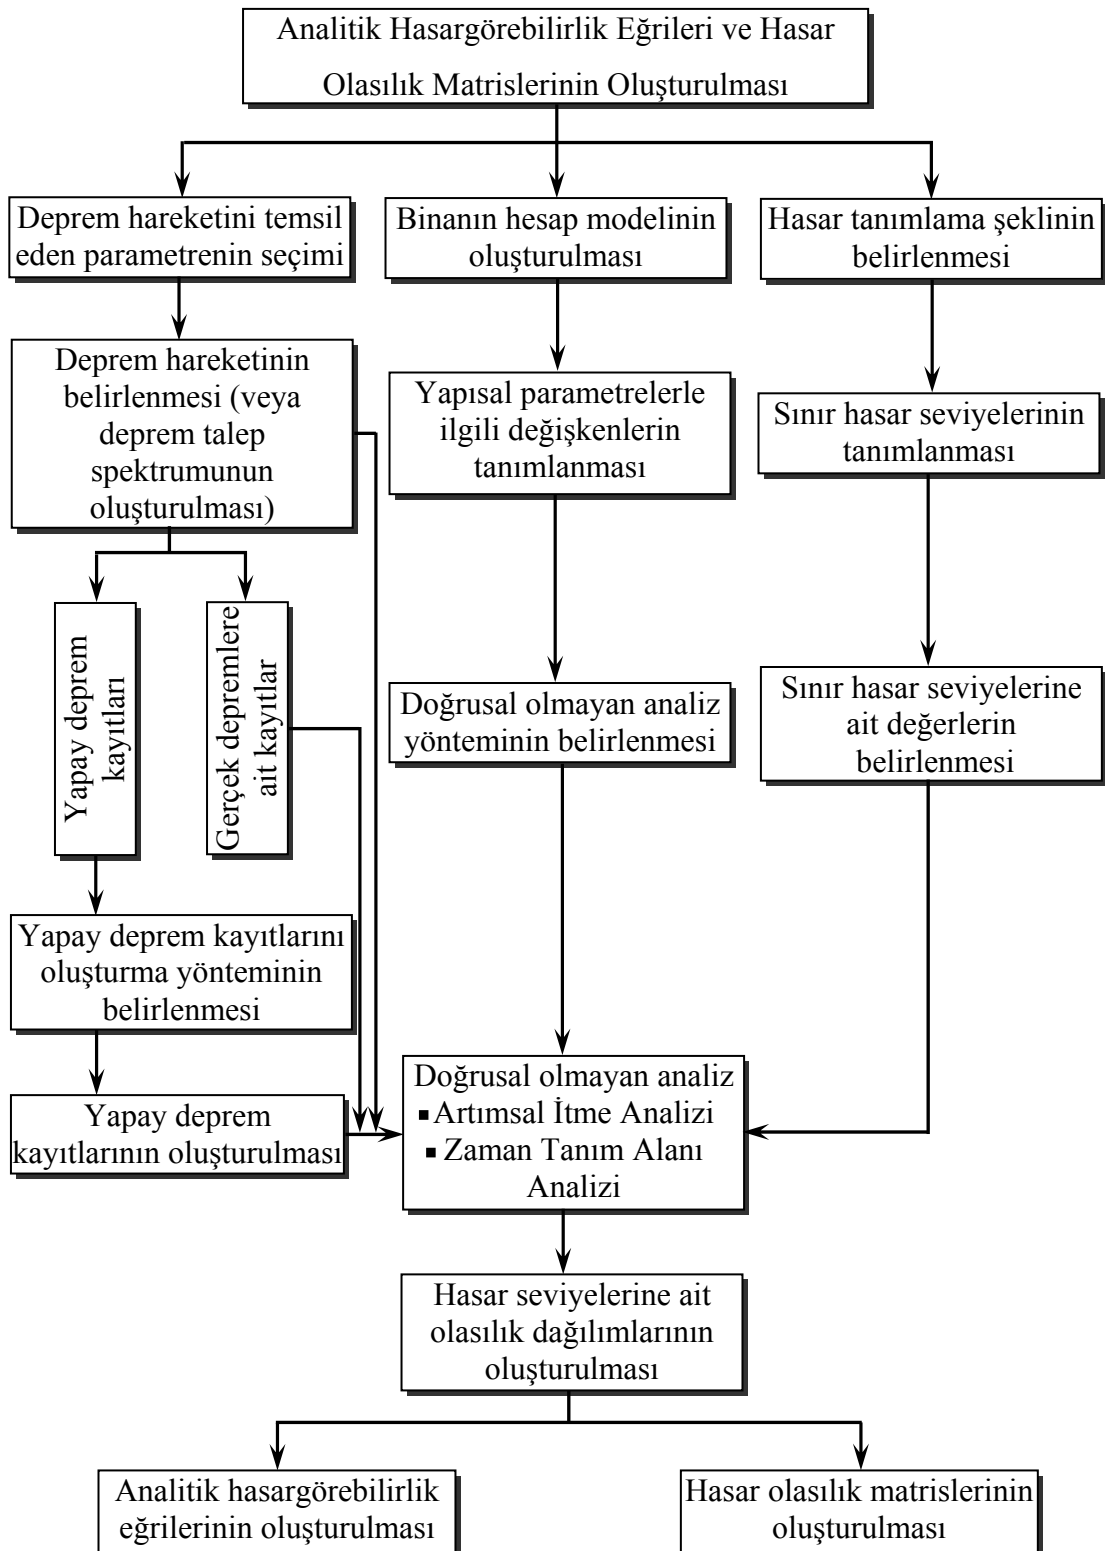 Analitik Hasargörebilirlik Eğrileri ve Hasar
Olasılık Matrislerinin Oluşturulması
Deprem hareketini temsil
eden parametrenin seçimi
Binanın hesap modelinin
oluşturulması
Hasar tanımlama şeklinin
belirlenmesi
Deprem hareketinin
belirlenmesi (veya
deprem talep
spektrumunun
oluşturulması)
Yapısal parametrelerle
ilgili değişkenlerin
tanımlanması
Sınır hasar seviyelerinin
tanımlanması
Yapay deprem
kayıtları
Gerçek depremlere
ait kayıtlar
Doğrusal olmayan analiz
yönteminin belirlenmesi
Sınır hasar seviyelerine
ait değerlerin
belirlenmesi
Yapay deprem kayıtlarını
oluşturma yönteminin
belirlenmesi
Yapay deprem
kayıtlarının oluşturulması
Doğrusal olmayan analiz
▪ Artımsal İtme Analizi
▪ Zaman Tanım Alanı
Analizi
Hasar seviyelerine ait
olasılık dağılımlarının
oluşturulması
Analitik hasargörebilirlik
eğrilerinin oluşturulması
Hasar olasılık matrislerinin
oluşturulması